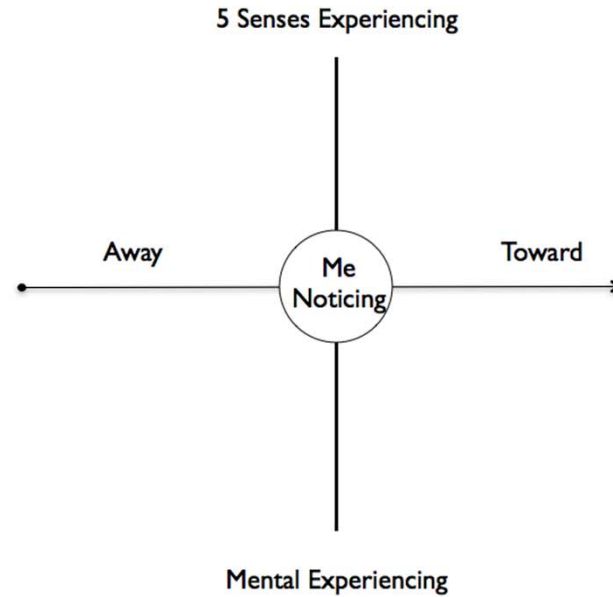 5 Senses Experiencing
Away
Toward
Me
Noticing
Mental Experiencing